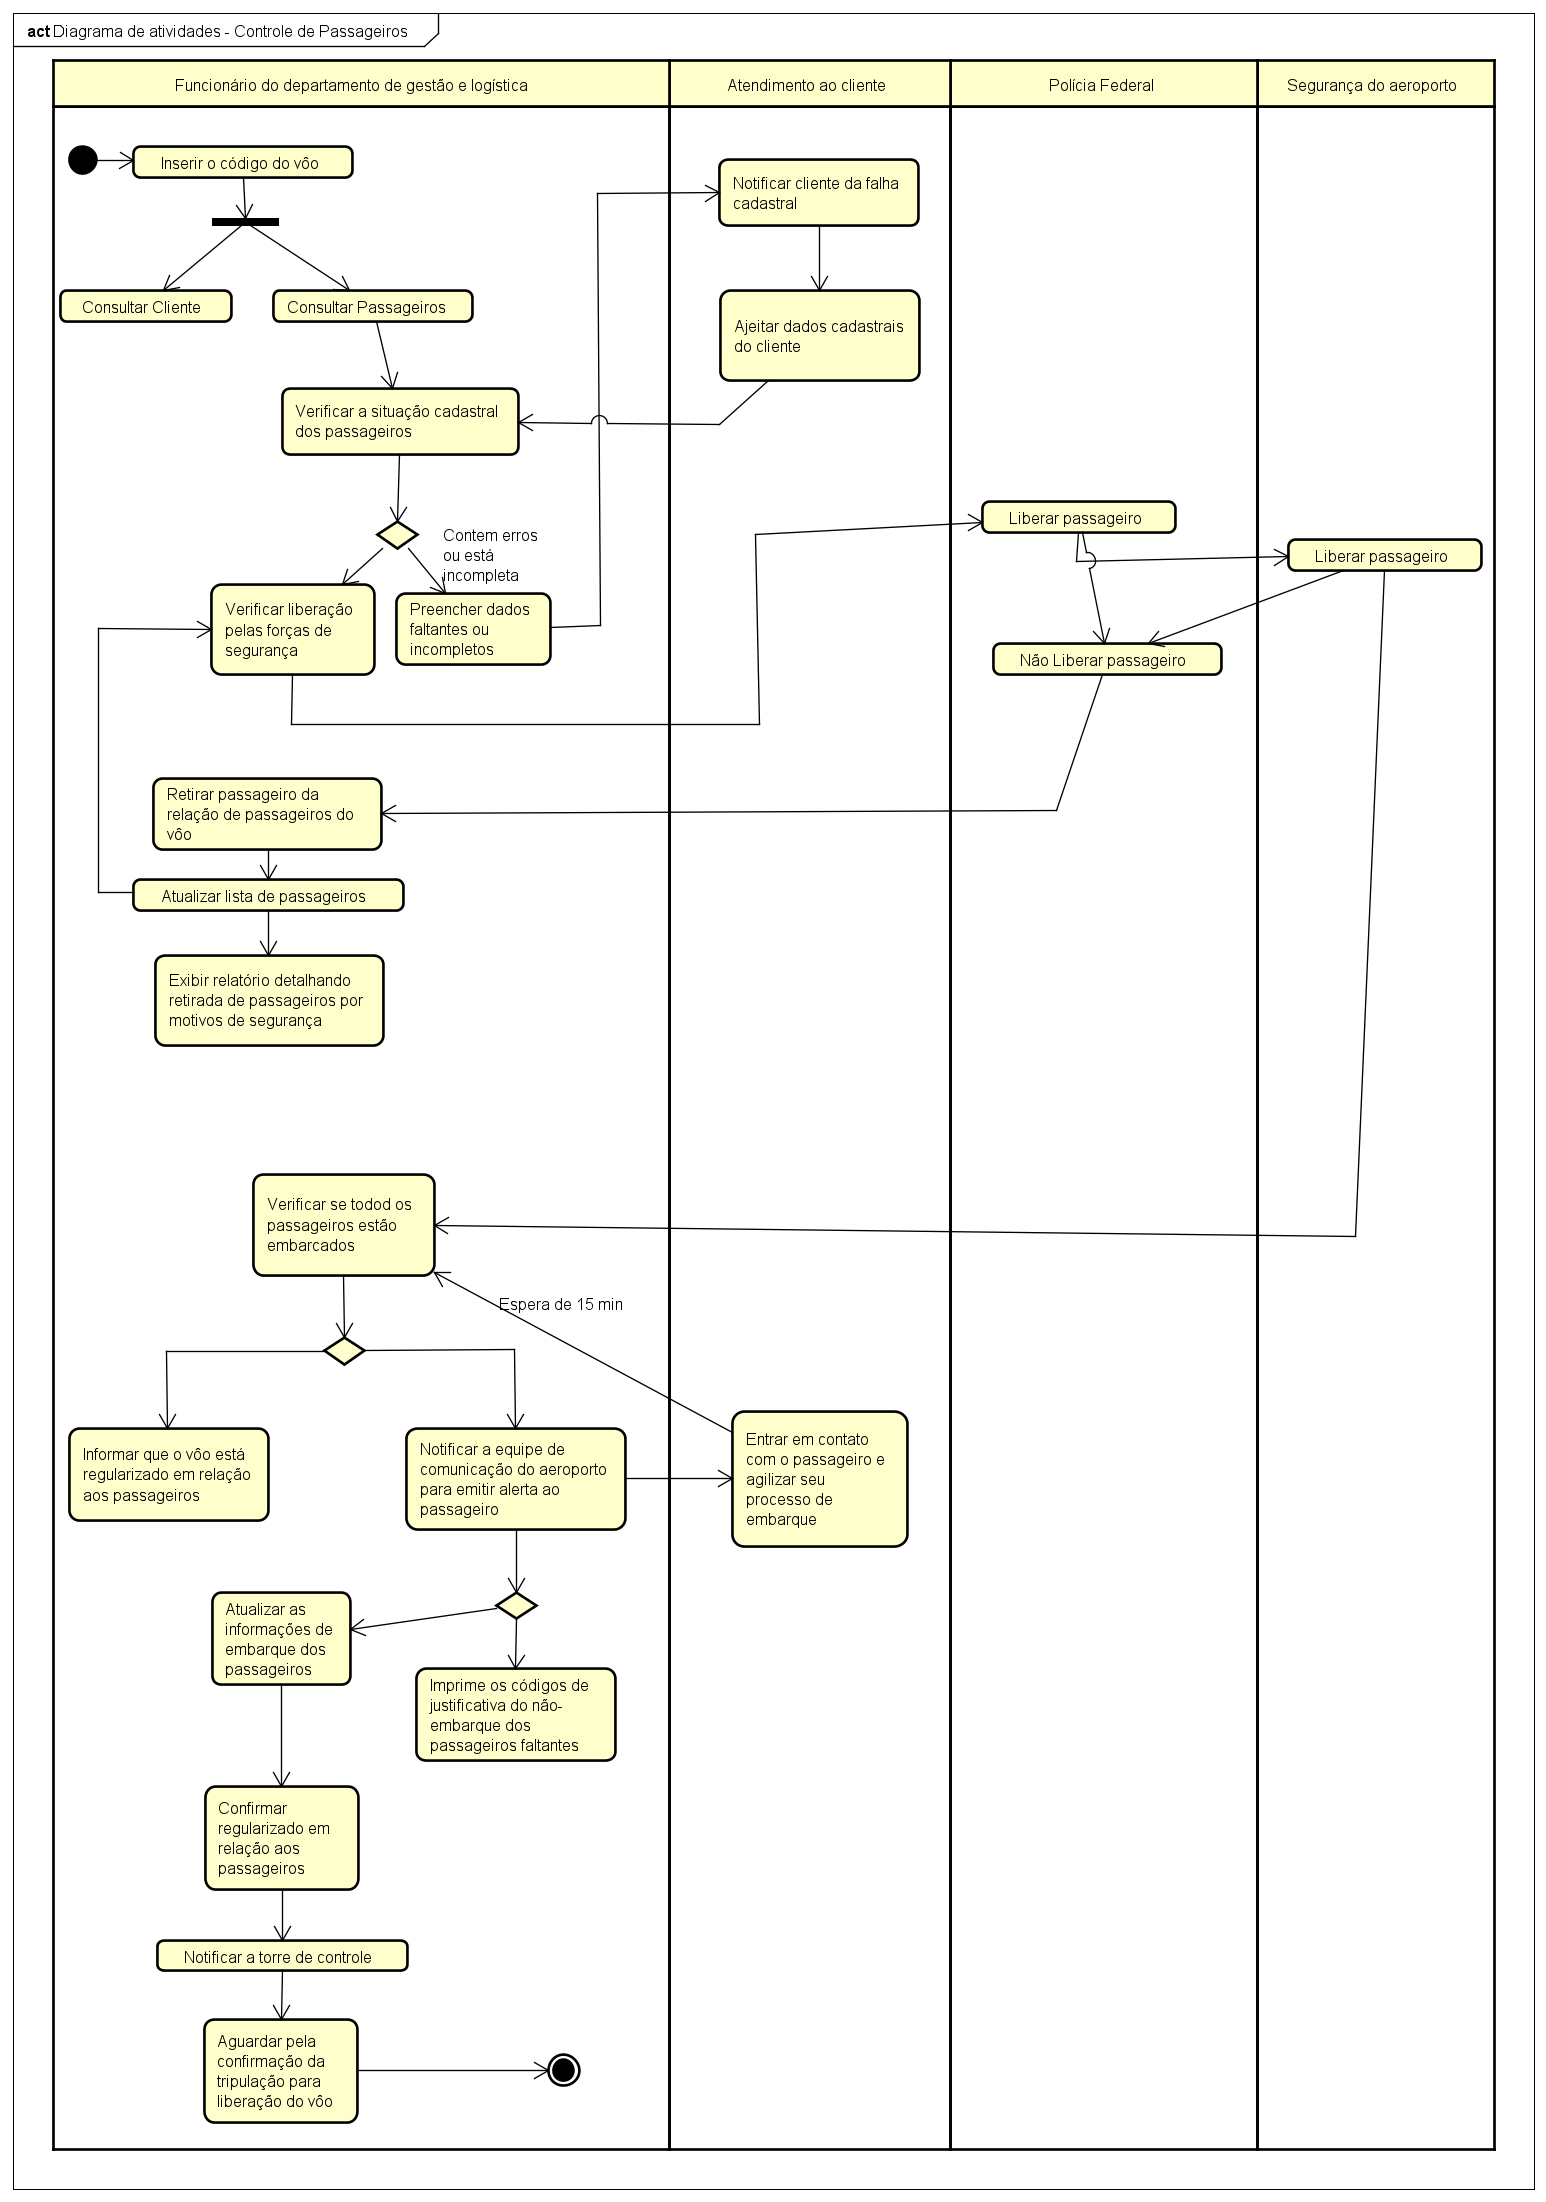 act Diagrama de atividades - Controle de Passageiros
Funcionário do departamento de gestão e logística
Atendimento ao cliente
Polícia Federal
Segurança do aeroporto
Inserir o código do vôo
Notificar cliente da falha
cadastral
Consultar Cliente
Consultar Passageiros
Ajeitar dados cadastrais
do cliente
Verificar a situação cadastral
dos passageiros
Contem erros
ou está
incompleta
Liberar passageiro
Liberar passageiro
Verificar liberação
pelas forças de
segurança
Preencher dados
faltantes ou
incompletos
Não Liberar passageiro
Retirar passageiro da
relação de passageiros do
vôo
Atualizar lista de passageiros
Exibir relatório detalhando
retirada de passageiros por
motivos de segurança
Verificar se todod os
passageiros estão
embarcados
Espera de 15 min
Informar que o vôo está
regularizado em relação
aos passageiros
Notificar a equipe de
comunicação do aeroporto
para emitir alerta ao
passageiro
Entrar em contato
com o passageiro e
agilizar seu
processo de
embarque
Atualizar as
informações de
embarque dos
passageiros
Imprime os códigos de
justificativa do não-
embarque dos
passageiros faltantes
Confirmar
regularizado em
relação aos
passageiros
Notificar a torre de controle
Aguardar pela
confirmação da
tripulação para
liberação do vôo